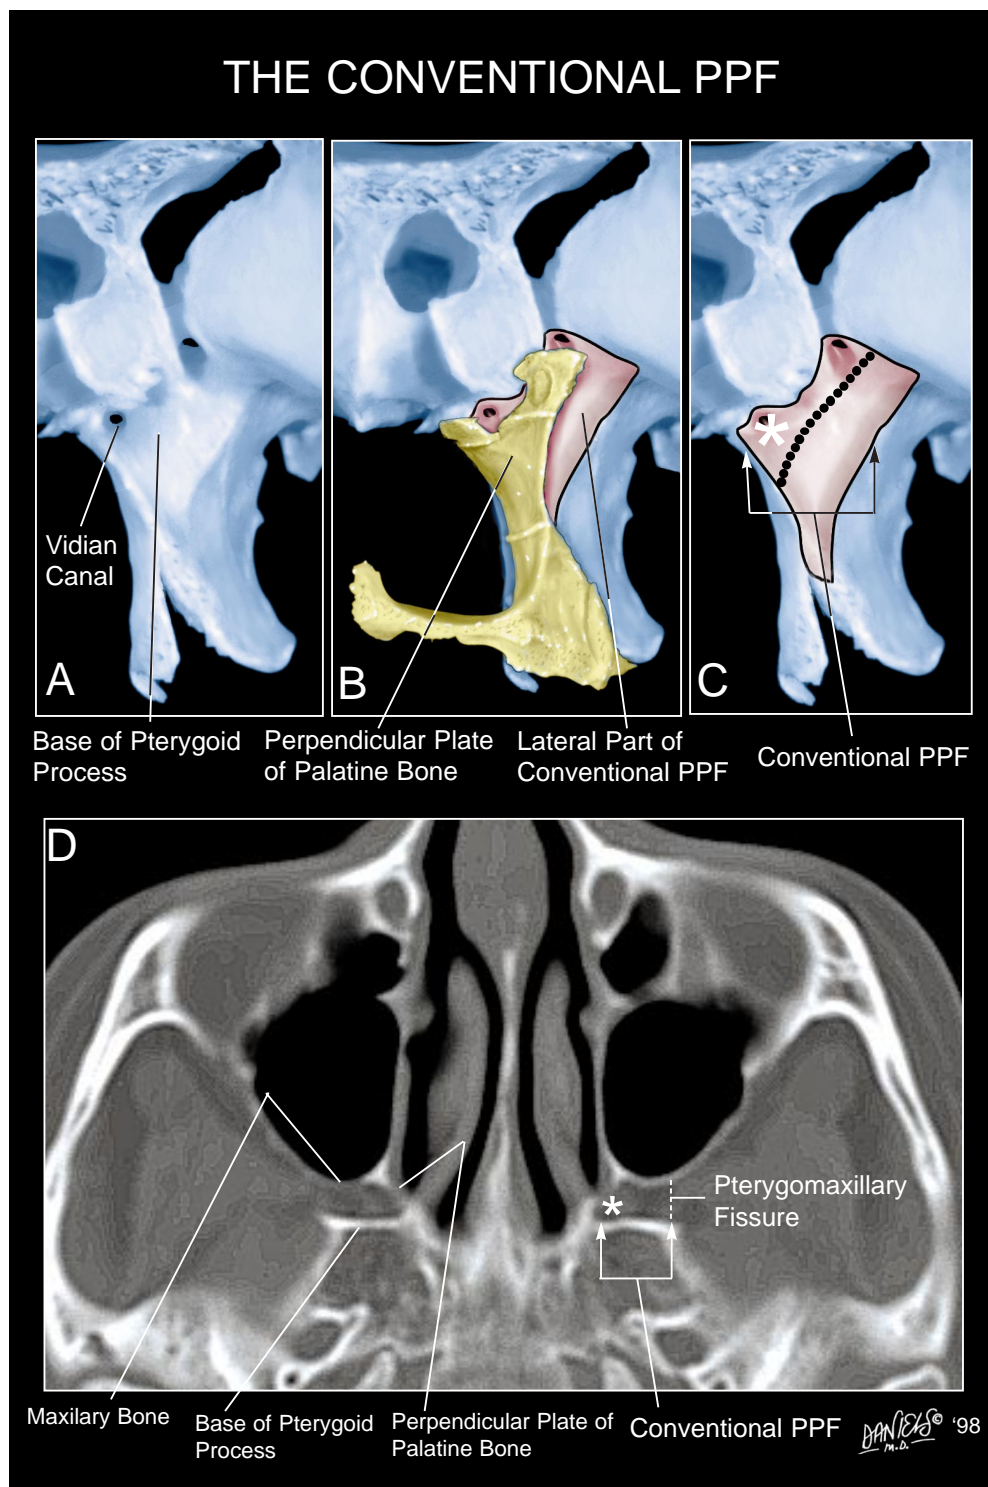 THE CONVENTIONAL PPF
Vidian
Canal
A
B
C
*
Base of Pterygoid
Process
Perpendicular Plate
of Palatine Bone
Lateral Part of
Conventional PPF
Conventional PPF
D
Pterygomaxillary
Fissure
*
Maxilary Bone
Base of Pterygoid
Process
Perpendicular Plate of
Palatine Bone
Conventional PPF
DANIELS© '98
M.D.